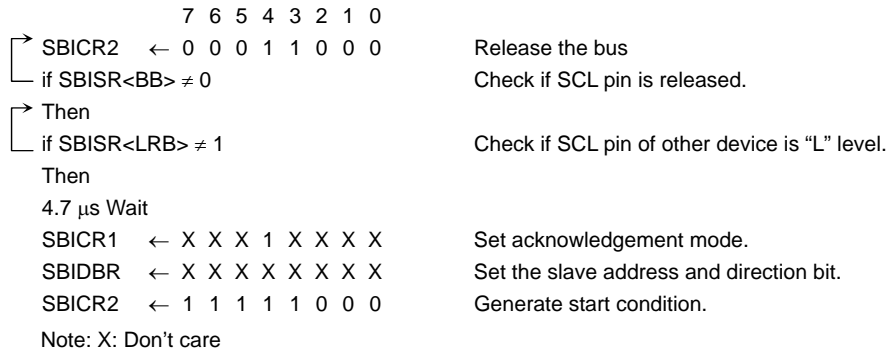 7 6 5 4 3 2 1 0
SBICR2 ← 0 0 0 1 1 0 0 0 Release the bus
if SBISR<BB> ≠ 0 Check if SCL pin is released.
Then
if SBISR<LRB> ≠ 1 Check if SCL pin of other device is “L” level.
Then
4.7 μs Wait
SBICR1 ← X X X 1 X X X X Set acknowledgement mode.
SBIDBR ← X X X X X X X X Set the slave address and direction bit.
SBICR2 ← 1 1 1 1 1 0 0 0 Generate start condition.
Note: X: Don’t care